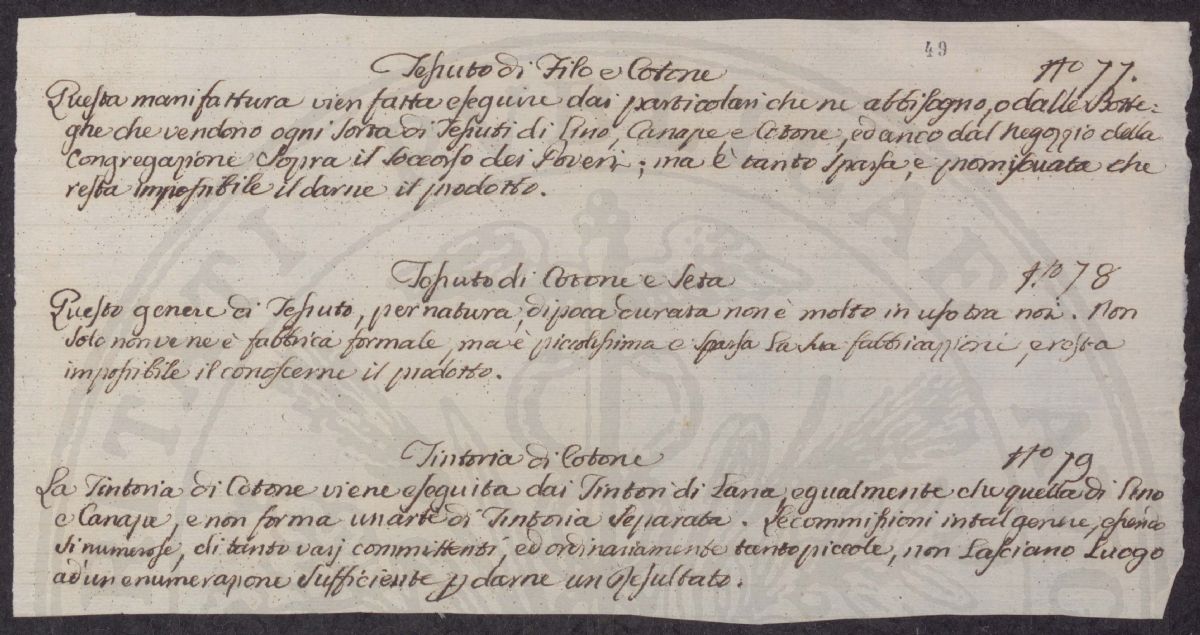 49
Tessuto di Filo e Cotone No 77.
Questa manifattura vien fatta eseguire dai particolari che ne abbisogno, o dalle Botte=
ghe che vendono ogni sorta di Tessuti di Lino, Canape e Cotone, ed anco dal Negozzio della
Congregazione sopra il soccorso dei Poveri; ma è tanto sparsa, e promiscuata che
resta impossibile il darne il prodotto.
Tessuto di Cotone e Seta No 78
Questo genere di Tessuto, per natura, di poca durata non è molto in uso tra noi. Non
solo non vene è fabbrica formale, ma è piccolissima e sparsa la sua fabbricazione, e resta
impossibile il conoscerne il prodotto.
Tintoria di Cotone No 79
La Tintoria di Cotone viene eseguita dai Tintori di Lana, egualmente che quella di Lino
e Canapa, e non forma un'arte di Tintoria separata. Le commissioni in tal genere, essendo
si numerose, di tanto varj committenti, ed ordinariamente tanto piccole, non lasciano luogo
ad un enumerazione sufficiente p darne un resultato.